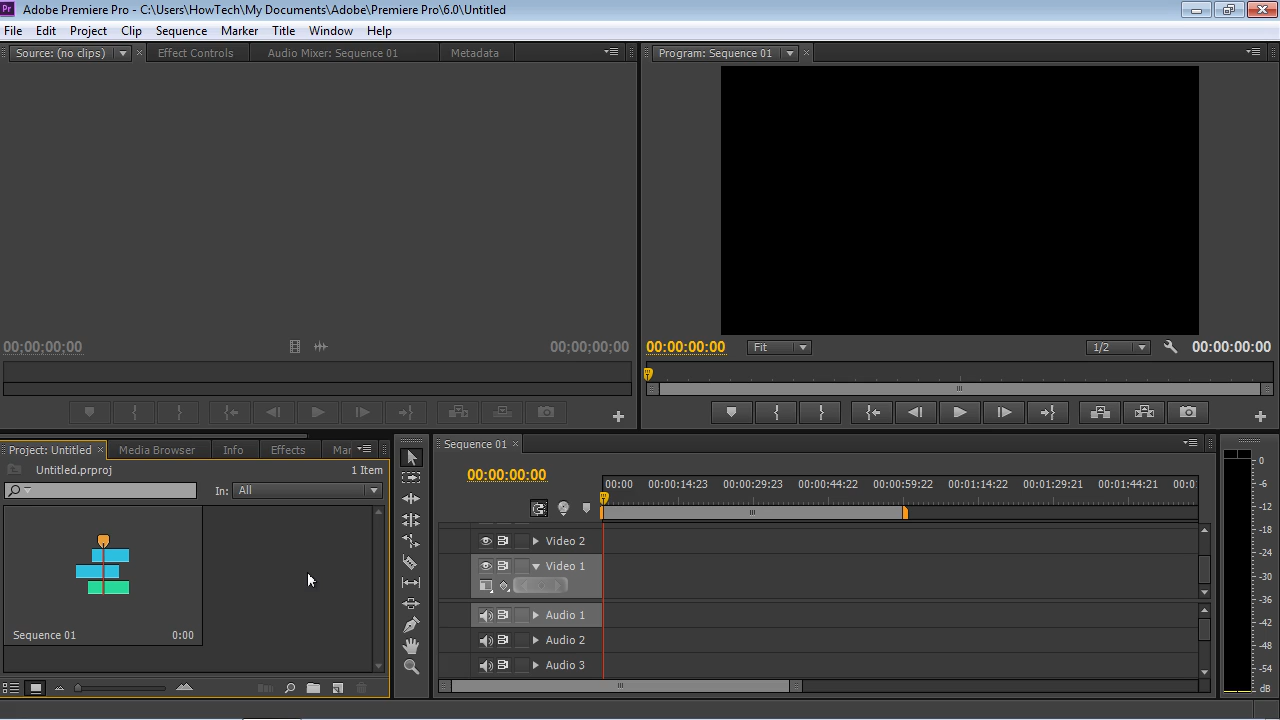 Pr Adobe Premiere Pro - C:\Users\HowTech\My Documents\Adobe\Premiere Pro\6.0\Untitled
File Edit Project Clip Sequence Marker Title Window Help
Source: (no clips) Effect Controls Audio Mixer: Sequence 01 Metadata
Program: Sequence 01
00;00;00;00 00;00;00;00
00:00:00:00 Fit 1/2 00:00:00:00
Project: Untitled Media Browser Info Effects Mar
Untitled.prproj 1 Item
In: All
Sequence 01 0:00
Sequence 01
00:00:00:00
00:00 00:00:14:23 00:00:29:23 00:00:44:22 00:00:59:22 00:01:14:22 00:01:29:21 00:01:44:21 00:0
Video 2
Video 1
Audio 1
Audio 2
Audio 3
0
-6
-12
-18
-24
-30
-36
-42
-48
-54
dB